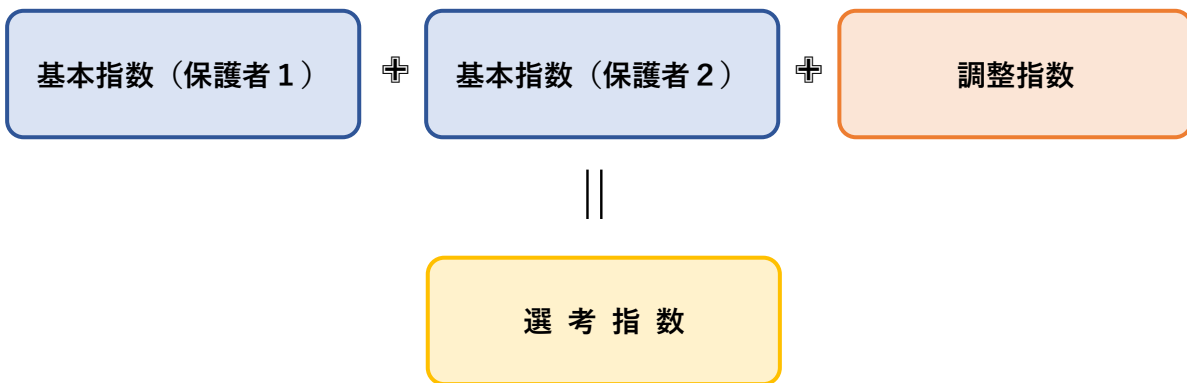 基本指数（保護者１） ✙ 基本指数（保護者２） ✙ 調整指数
||
選 考 指 数